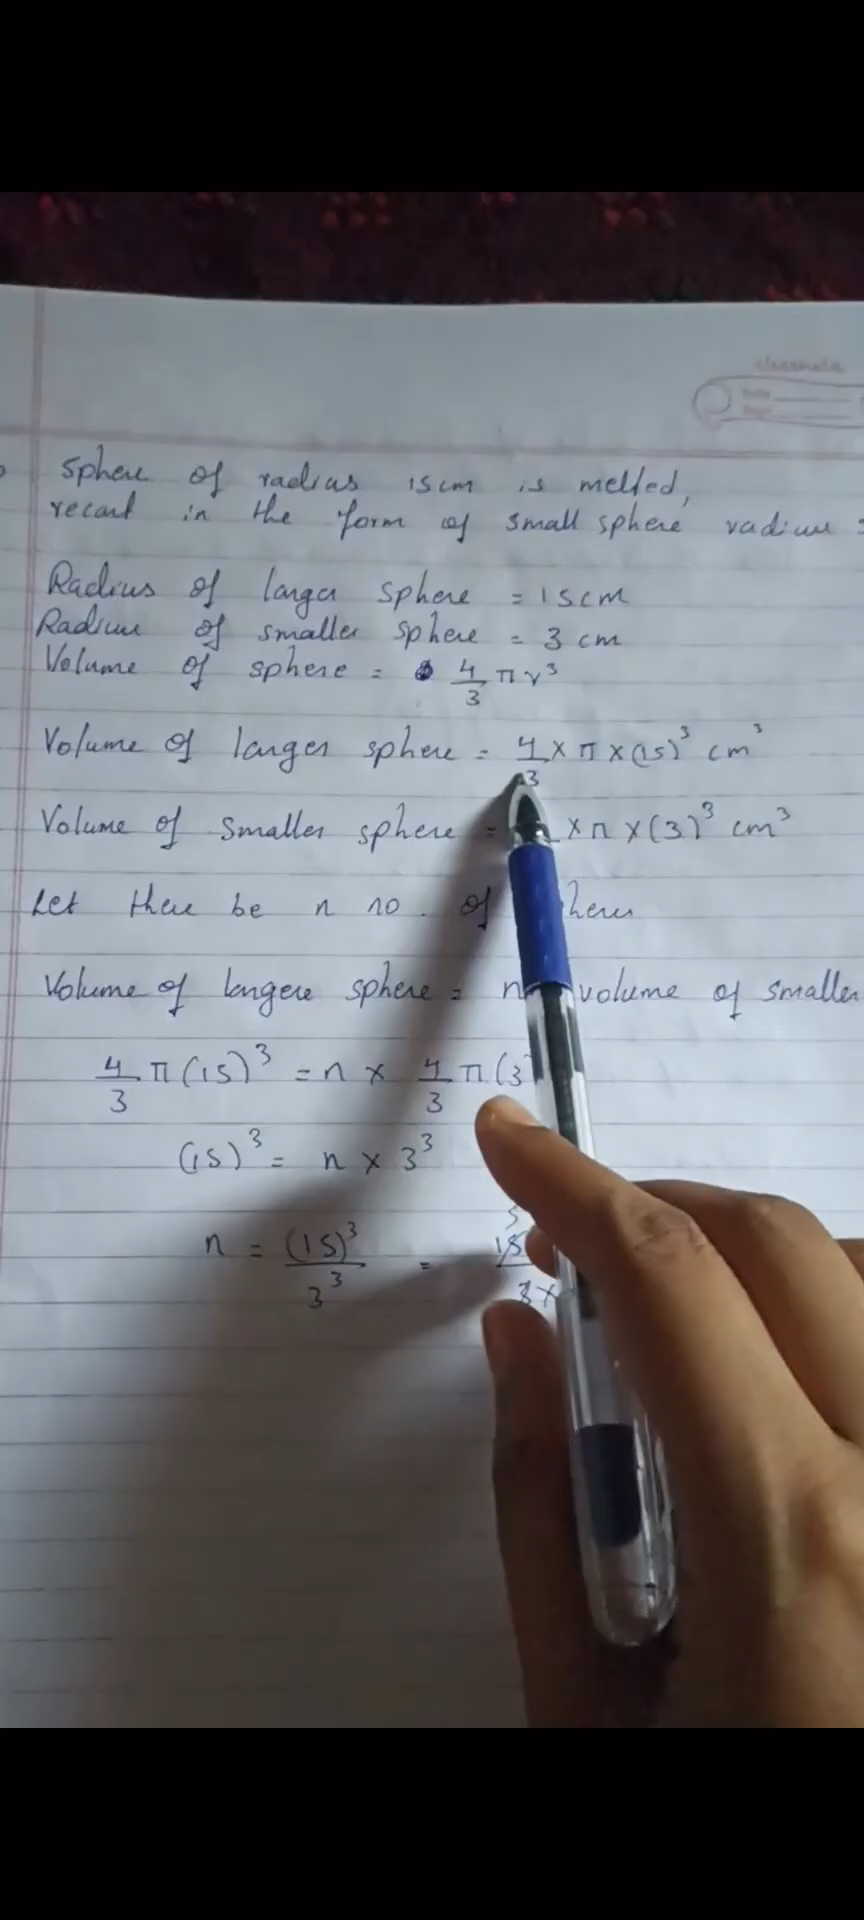 classmate
Sphere of radius 15cm is melted,
recast in the form of small sphere radius
Radius of larger sphere = 15cm
Radius of smaller sphere = 3 cm
Volume of sphere = 4/3 πr³
Volume of larger sphere = 4/3 × π × (15)³ cm³
Volume of smaller sphere = × π × (3)³ cm³
Let there be n no. of
Volume of largere sphere = n volume of smaller
4/3 π(15)³ = n × 4/3 π(3
(15)³ = n × 3³
n = (15)³/3³ =